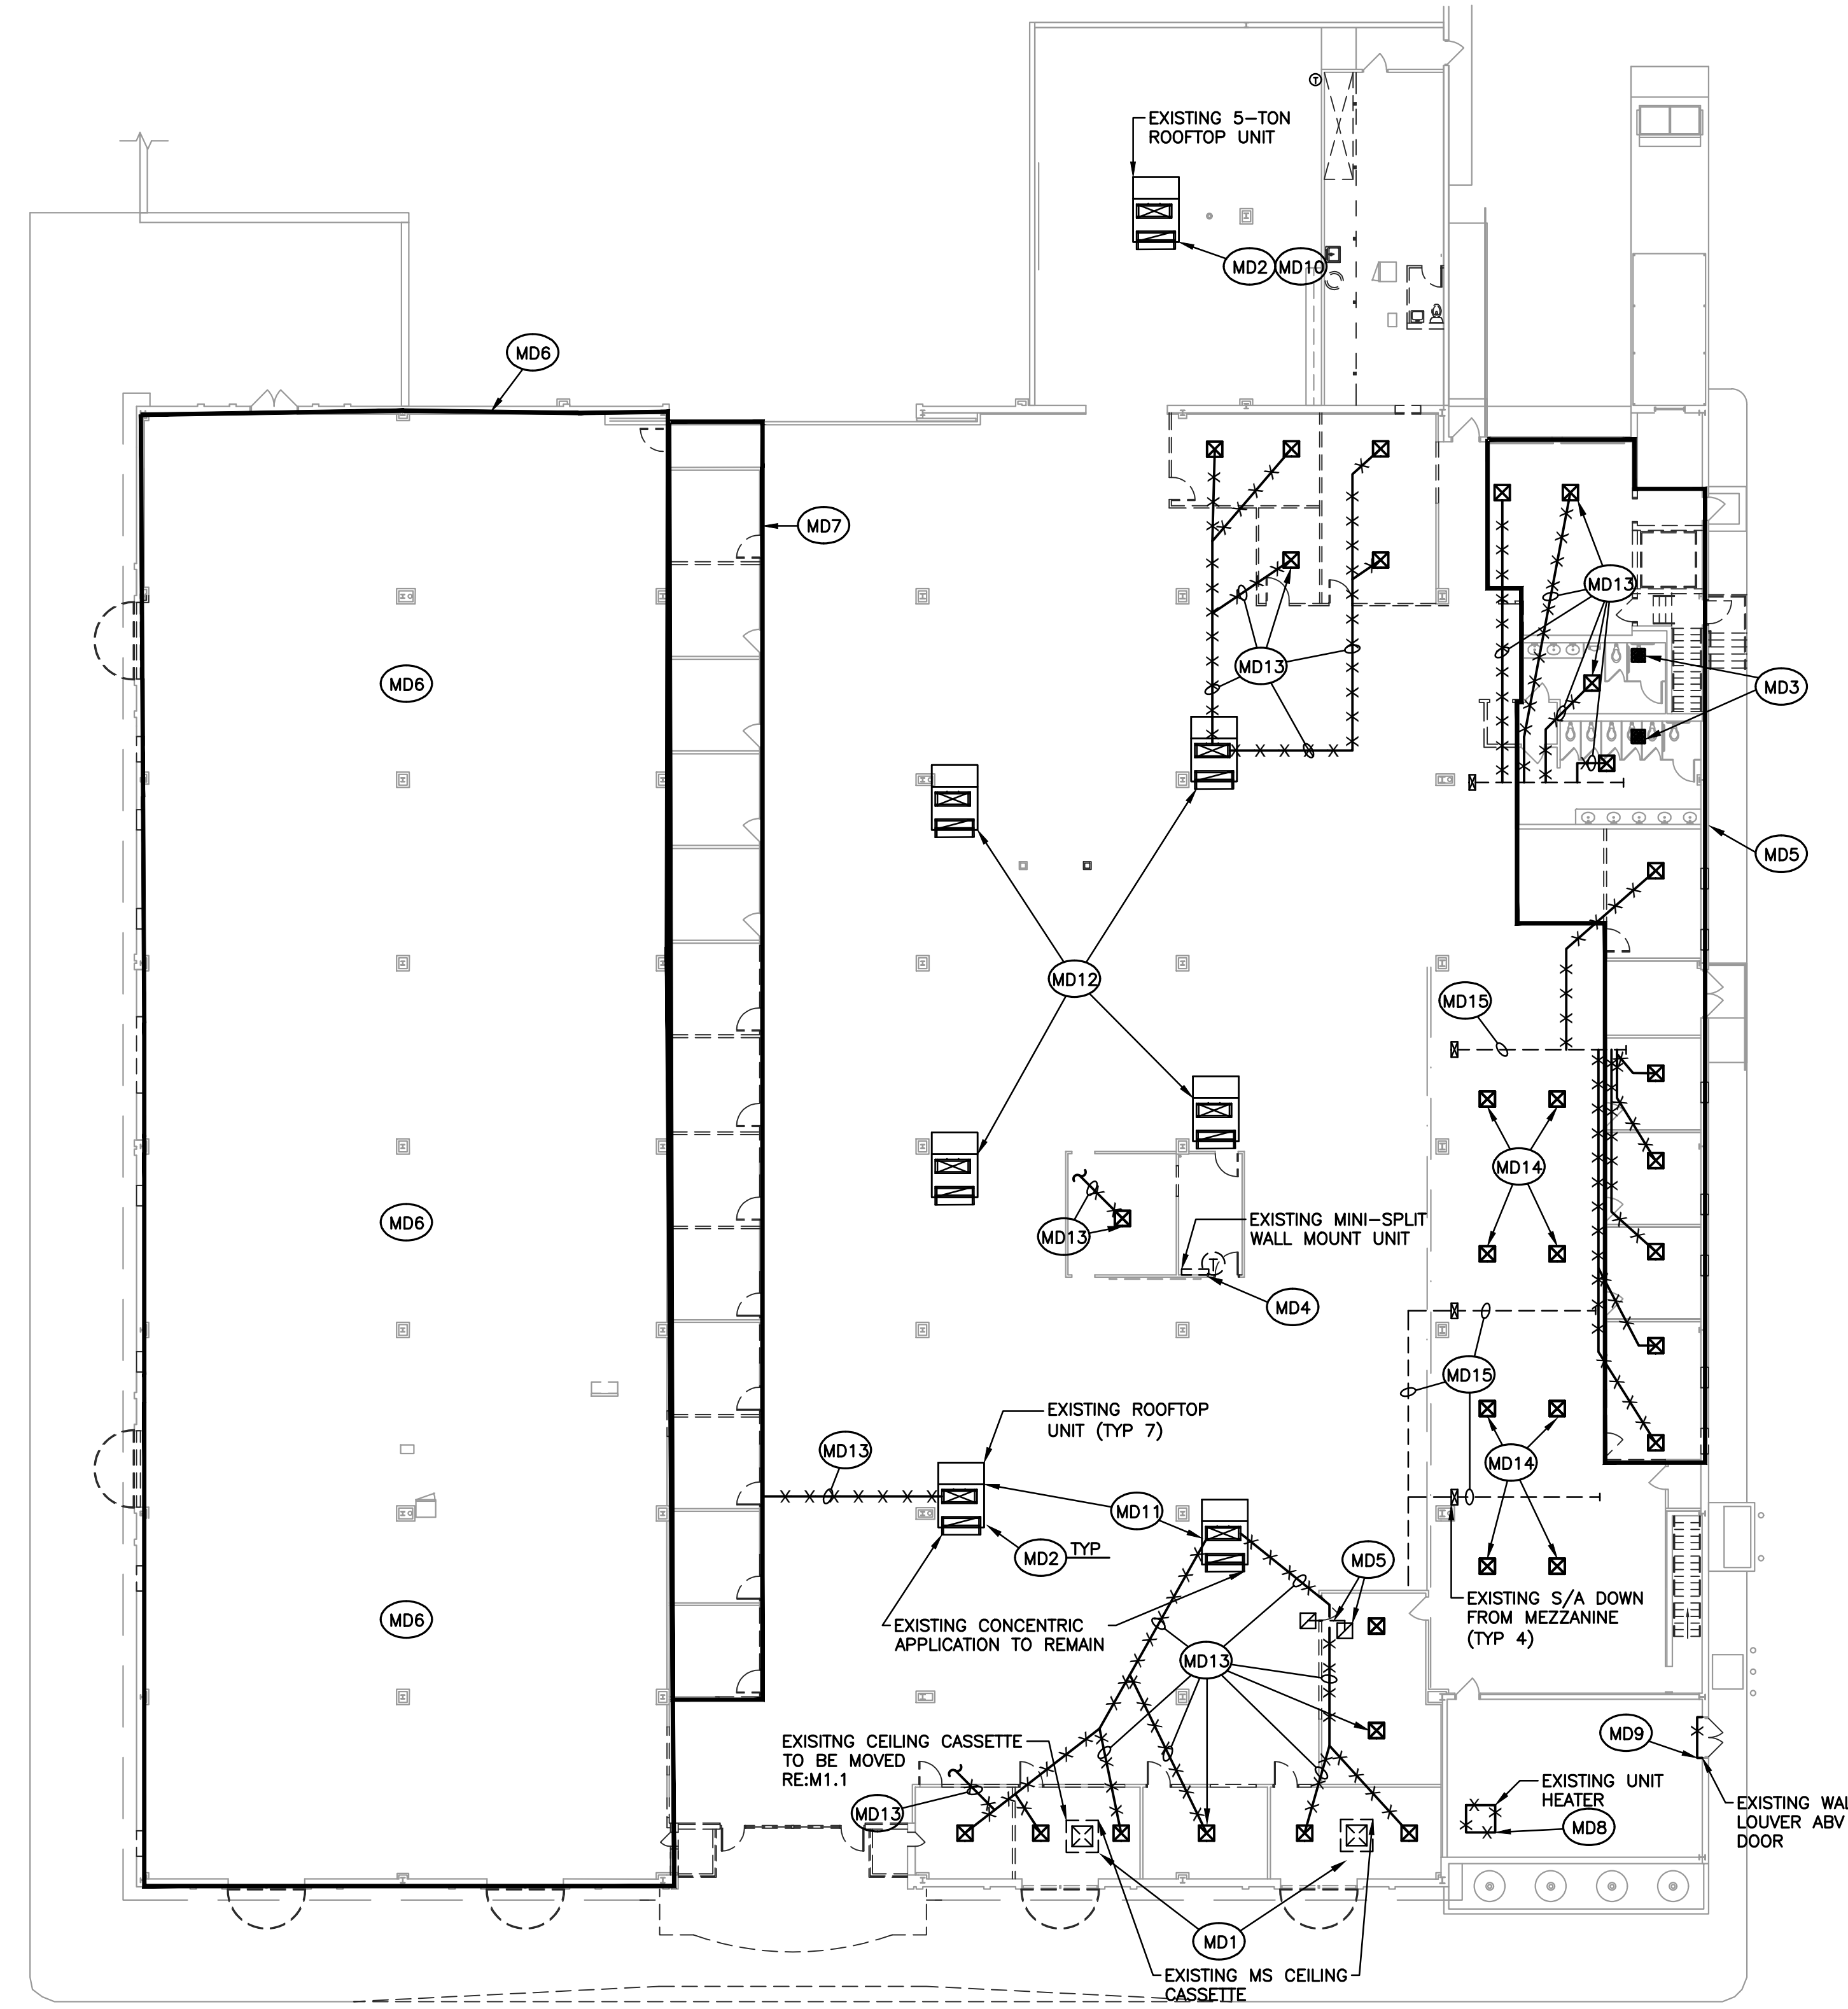 EXISTING 5-TON
ROOFTOP UNIT
T
MD2
MD10
MD6
MD7
MD13
MD6
MD13
MD3
MD5
MD12
MD15
MD14
MD6
MD13
EXISTING MINI-SPLIT
WALL MOUNT UNIT
T
MD4
MD15
EXISTING ROOFTOP
UNIT (TYP 7)
MD13
MD14
MD11
MD2 TYP
MD5
MD6
EXISTING CONCENTRIC
APPLICATION TO REMAIN
EXISTING S/A DOWN
FROM MEZZANINE
(TYP 4)
MD13
EXISITNG CEILING CASSETTE
TO BE MOVED
RE:M1.1
MD9
MD13
EXISTING UNIT
HEATER
MD8
EXISTING WAL
LOUVER ABV
DOOR
MD1
EXISTING MS CEILING
CASSETTE